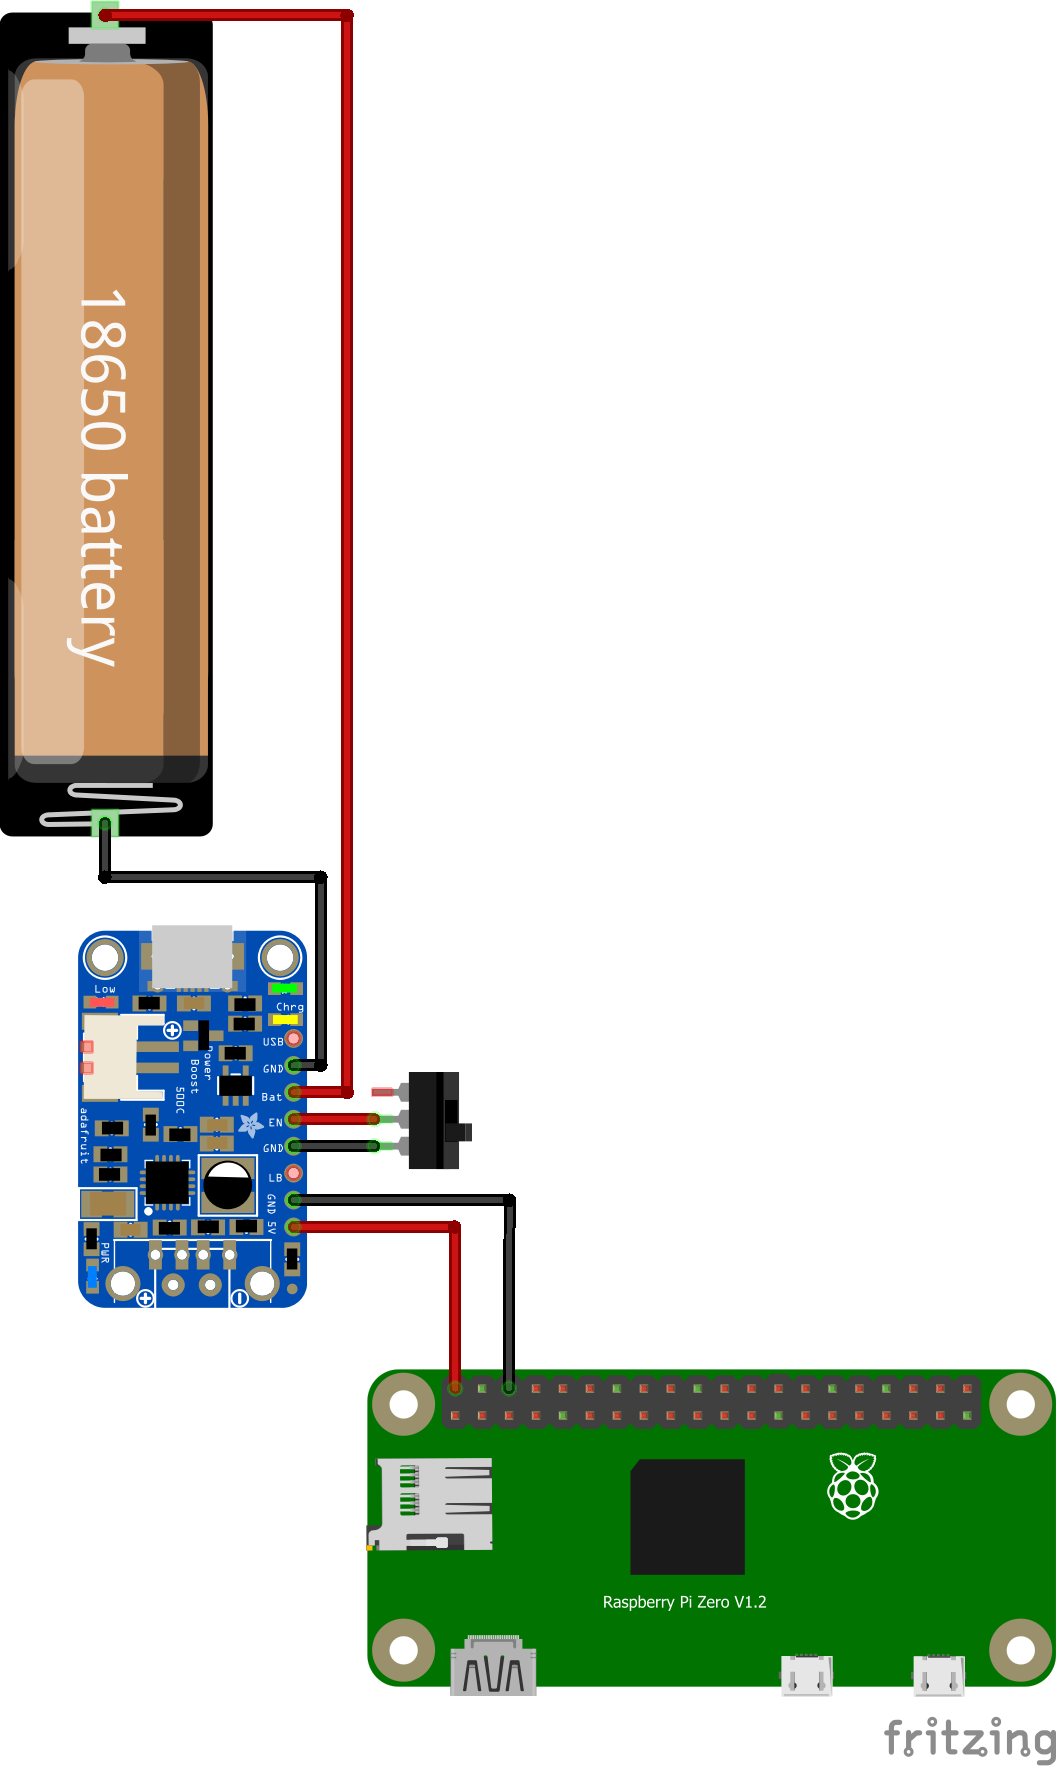 18650 battery
Low
Chrg
USB
GND
Bat
EN
GND
LB
GND
5V
Power
Boost
500C
adafruit
PWR
Raspberry Pi Zero V1.2
fritzing